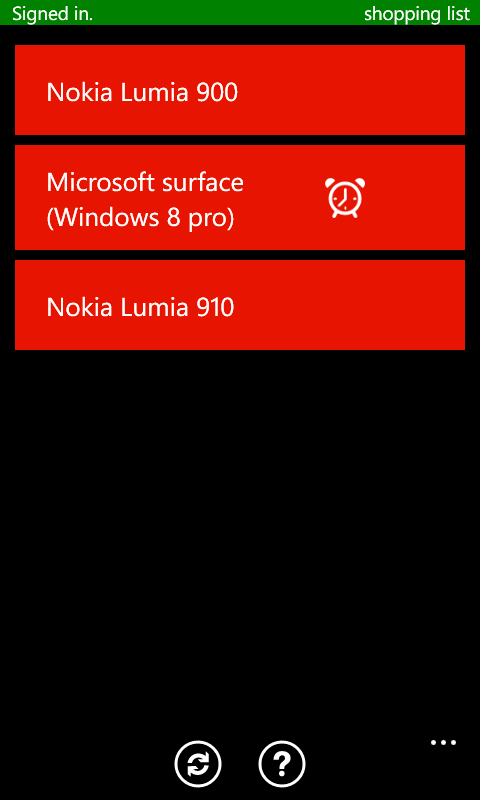 Signed in. shopping list
Nokia Lumia 900
Microsoft surface
(Windows 8 pro)
Nokia Lumia 910